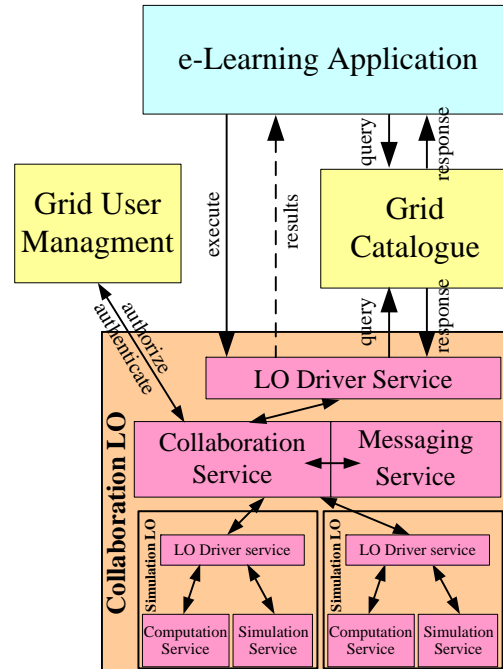 e-Learning Application
query
response
execute
results
Grid User
Managment
Grid
Catalogue
authorize
authenticate
query
response
LO Driver Service
Collaboration LO
Collaboration
Service
Messaging
Service
Simulation LO
LO Driver service
Computation
Service
Simulation
Service
Simulation LO
LO Driver service
Computation
Service
Simulation
Service